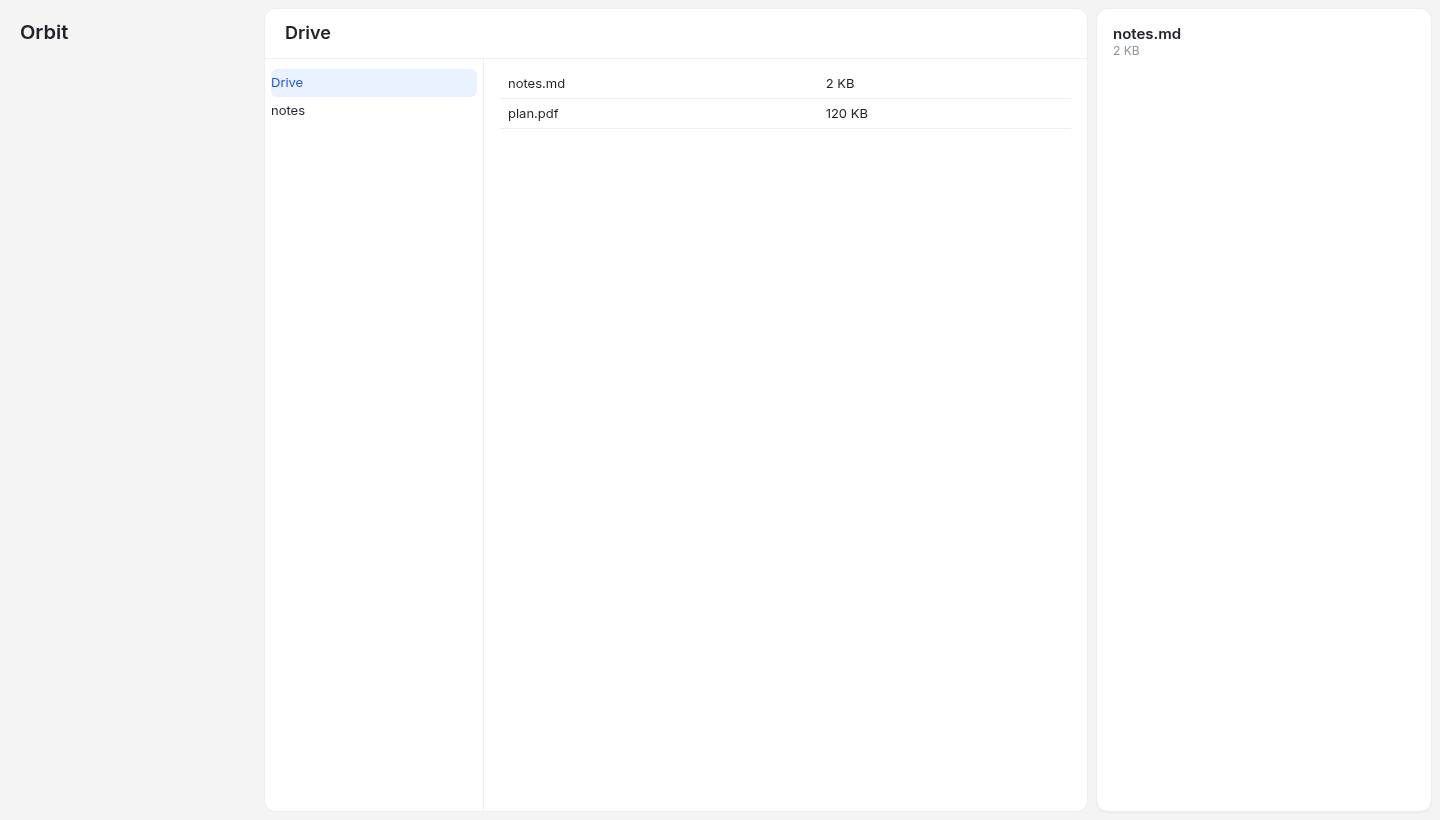 Orbit
Drive
Drive
notes
notes.md 2 KB
plan.pdf 120 KB
notes.md
2 KB